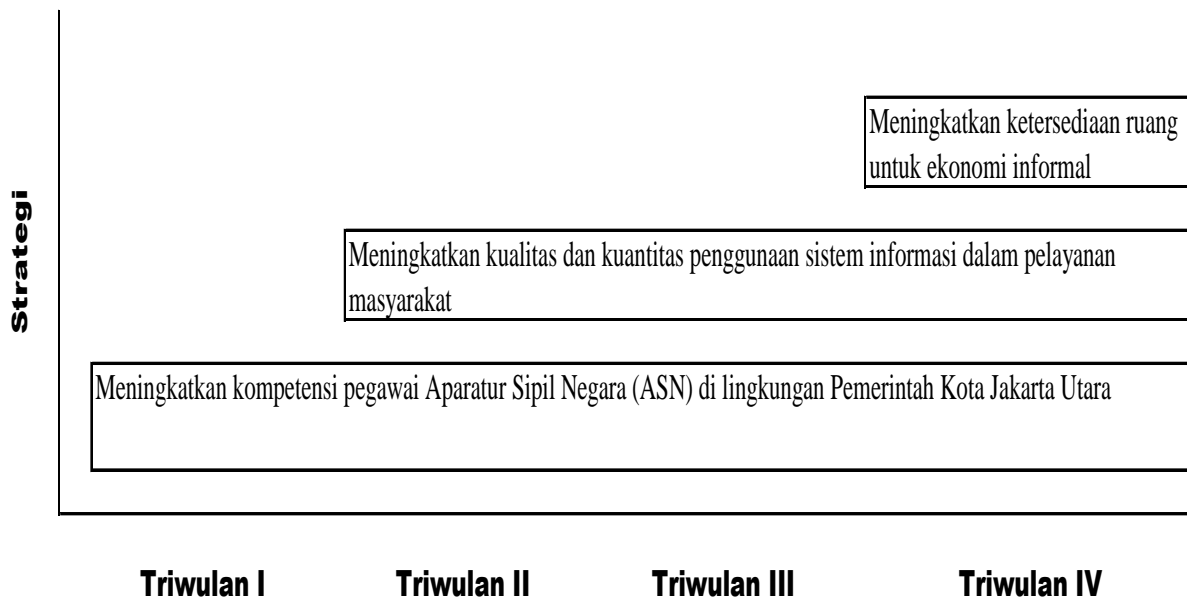 Strategi
Meningkatkan ketersediaan ruang
untuk ekonomi informal
Meningkatkan kualitas dan kuantitas penggunaan sistem informasi dalam pelayanan
masyarakat
Meningkatkan kompetensi pegawai Aparatur Sipil Negara (ASN) di lingkungan Pemerintah Kota Jakarta Utara
Triwulan I Triwulan II Triwulan III Triwulan IV